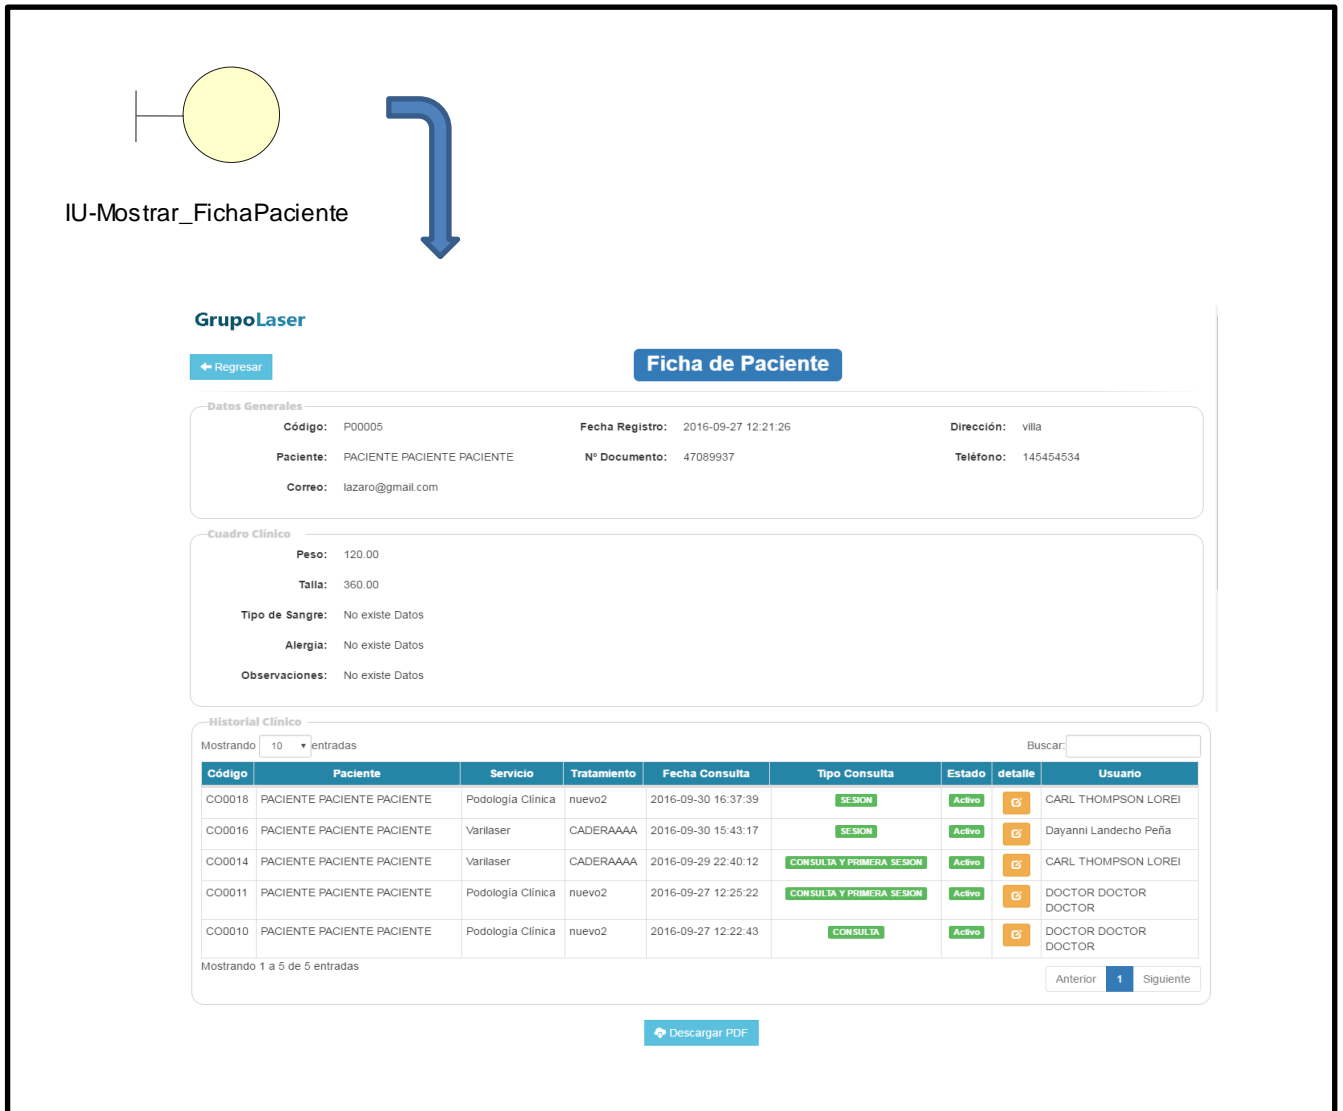 IU-Mostrar_FichaPaciente
GrupoLaser
Regresar
Ficha de Paciente
Datos Generales
Código: P00005 Fecha Registro: 2016-09-27 12:21:26 Dirección: villa
Paciente: PACIENTE PACIENTE PACIENTE Nº Documento: 47089937 Teléfono: 145454534
Correo: lazaro@gmail.com
Cuadro Clínico
Peso: 120.00
Talla: 360.00
Tipo de Sangre: No existe Datos
Alergia: No existe Datos
Observaciones: No existe Datos
Historial Clínico
Mostrando 10 entradas Buscar:
Código Paciente Servicio Tratamiento Fecha Consulta Tipo Consulta Estado detalle Usuario
CO0018 PACIENTE PACIENTE PACIENTE Podología Clínica nuevo2 2016-09-30 16:37:39 SESION Activo CARL THOMPSON LOREI
CO0016 PACIENTE PACIENTE PACIENTE Varilaser CADERAAAA 2016-09-30 15:43:17 SESION Activo Dayanni Landecho Peña
CO0014 PACIENTE PACIENTE PACIENTE Varilaser CADERAAAA 2016-09-29 22:40:12 CONSULTA Y PRIMERA SESION Activo CARL THOMPSON LOREI
CO0011 PACIENTE PACIENTE PACIENTE Podología Clínica nuevo2 2016-09-27 12:25:22 CONSULTA Y PRIMERA SESION Activo DOCTOR DOCTOR
DOCTOR
CO0010 PACIENTE PACIENTE PACIENTE Podología Clínica nuevo2 2016-09-27 12:22:43 CONSULTA Activo DOCTOR DOCTOR
DOCTOR
Mostrando 1 a 5 de 5 entradas
Anterior 1 Siguiente
Descargar PDF